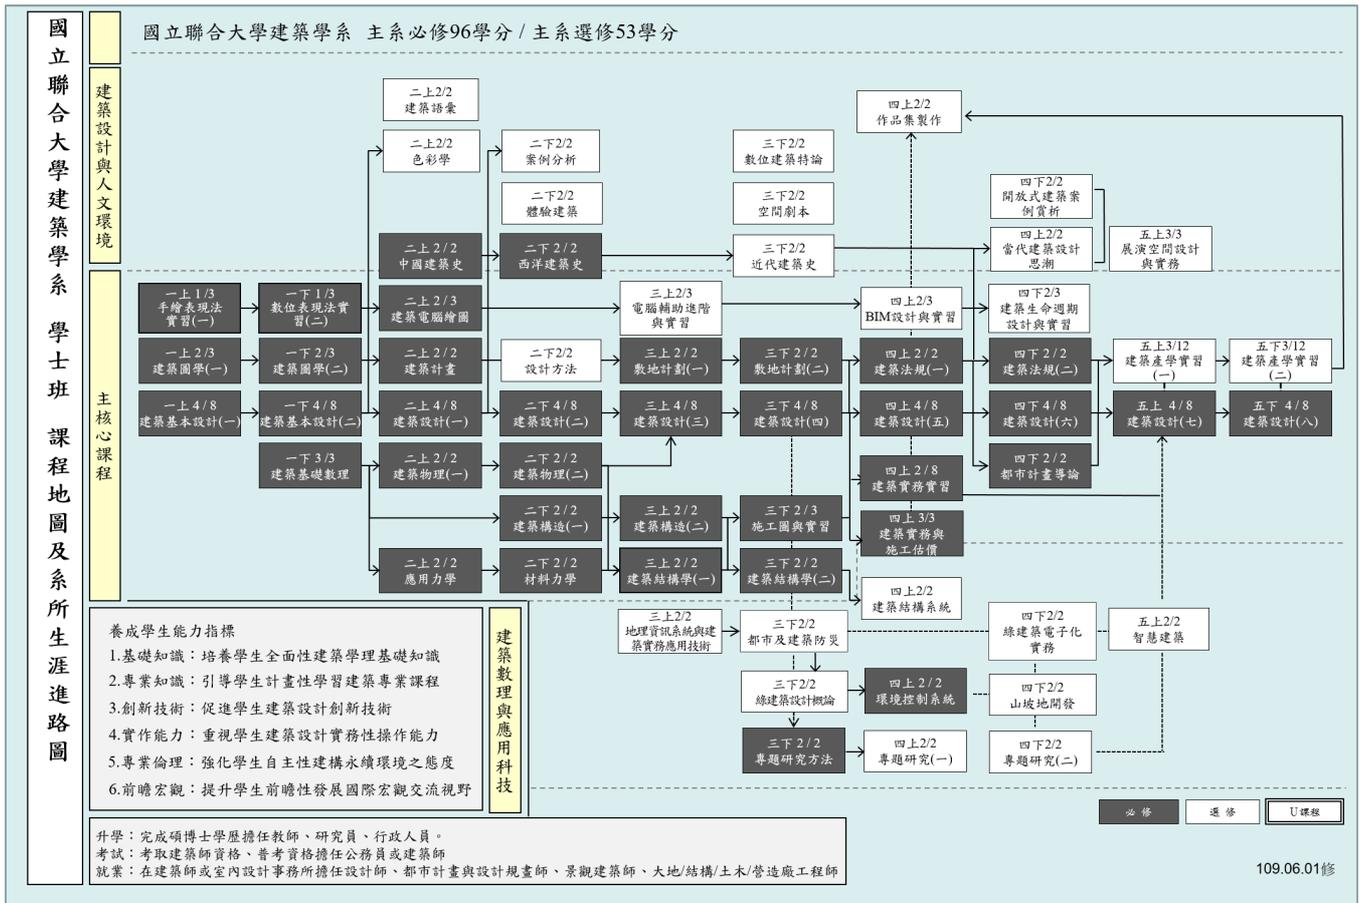 國立聯合大學建築學系 學士班 課程地圖及系所生涯進路圖
國立聯合大學建築學系 主系必修96學分 / 主系選修53學分
建築設計與人文環境
二上2/2
建築語彙
四上2/2
作品集製作
二上2/2
色彩學
二下2/2
案例分析
三下2/2
數位建築特論
二下2/2
體驗建築
三下2/2
空間劇本
四下2/2
開放式建築案
例賞析
二上 2 / 2
中國建築史
二下 2 / 2
西洋建築史
三下2/2
近代建築史
四上2/2
當代建築設計
思潮
五上3/3
展演空間設計
與實務
主核心課程
一上 1 /3
手繪表現法
實習(一)
一下 1/3
數位表現法實
習(二)
二上 2 / 3
建築電腦繪圖
三上2/3
電腦輔助進階
與實習
四上2/3
BIM設計與實習
四下2/3
建築生命週期
設計與實習
一上 2 /3
建築圖學(一)
一下 2/3
建築圖學(二)
二上 2 / 2
建築計畫
二下2/2
設計方法
三上 2 / 2
敷地計劃(一)
三下 2 / 2
敷地計劃(二)
四上 2 / 2
建築法規(一)
四下 2 / 2
建築法規(二)
五上3/12
建築產學實習
(一)
五下3/12
建築產學實習
(二)
一上 4 / 8
建築基本設計(一)
一下 4 / 8
建築基本設計(二)
二上 4 / 8
建築設計(一)
二下 4 / 8
建築設計(二)
三上 4 / 8
建築設計(三)
三下 4 / 8
建築設計(四)
四上 4 / 8
建築設計(五)
四下 4 / 8
建築設計(六)
五上 4 / 8
建築設計(七)
五下 4 / 8
建築設計(八)
一下 3 /3
建築基礎數理
二上 2 / 2
建築物理(一)
二下 2 / 2
建築物理(二)
四上 2 / 8
建築實務實習
四下 2 / 2
都市計畫導論
二下 2 / 2
建築構造(一)
三上 2 / 2
建築構造(二)
三下 2 / 3
施工圖與實習
四上 3/3
建築實務與
施工估價
二上 2 / 2
應用力學
二下 2 / 2
材料力學
三上 2 / 2
建築結構學(一)
三下 2 / 2
建築結構學(二)
四上2/2
建築結構系統
建築數理與應用科技
三上2/2
地理資訊系統與建
築實務應用技術
三下2/2
都市及建築防災
四下2/2
綠建築電子化
實務
五上2/2
智慧建築
三下2/2
綠建築設計概論
四上 2 / 2
環境控制系統
四下2/2
山坡地開發
三下 2 / 2
專題研究方法
四上2/2
專題研究(一)
四下2/2
專題研究(二)
養成學生能力指標
1.基礎知識：培養學生全面性建築學理基礎知識
2.專業知識：引導學生計畫性學習建築專業課程
3.創新技術：促進學生建築設計創新技術
4.實作能力：重視學生建築設計實務性操作能力
5.專業倫理：強化學生自主性建構永續環境之態度
6.前瞻宏觀：提升學生前瞻性發展國際宏觀交流視野
必 修
選 修
U課程
升學：完成碩博士學歷擔任教師、研究員、行政人員。
考試：考取建築師資格、普考資格擔任公務員或建築師
就業：在建築師或室內設計事務所擔任設計師、都市計畫與設計規畫師、景觀建築師、大地/結構/土木/營造廠工程師
109.06.01修